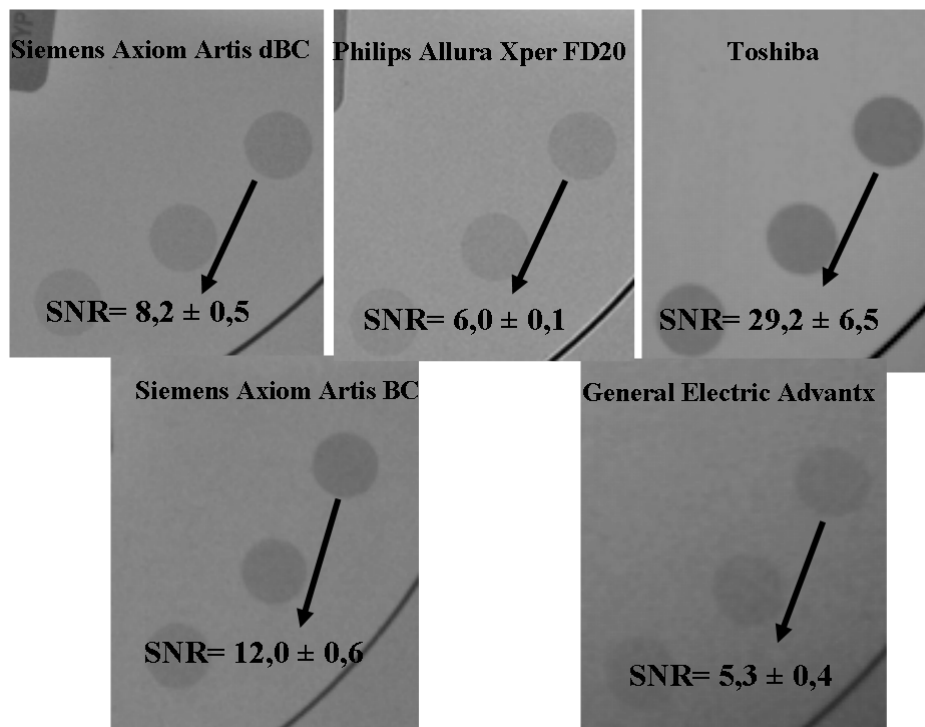 YP
Siemens Axiom Artis dBC
SNR= 8,2 ± 0,5
Philips Allura Xper FD20
SNR= 6,0 ± 0,1
Toshiba
SNR= 29,2 ± 6,5
Siemens Axiom Artis BC
SNR= 12,0 ± 0,6
General Electric Advantx
SNR= 5,3 ± 0,4